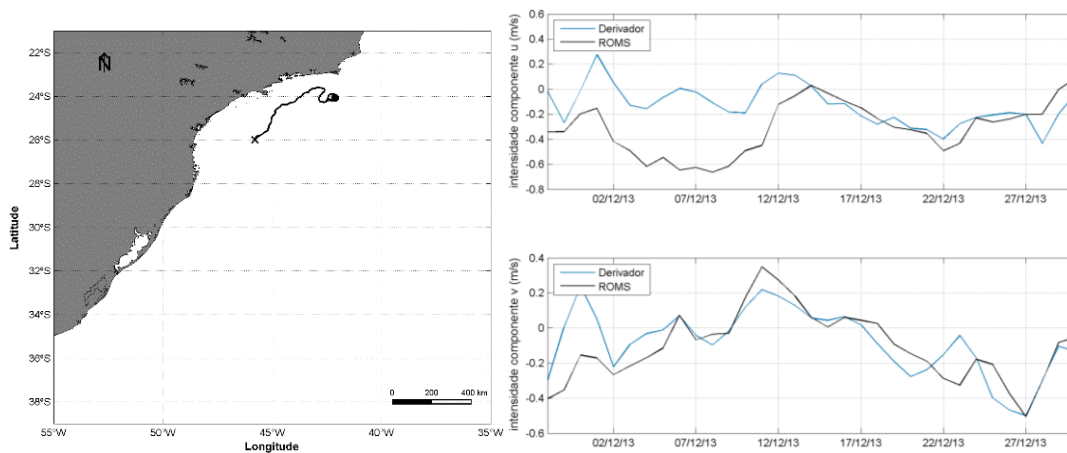 N
22°S
24°S
26°S
28°S
30°S
32°S
34°S
36°S
38°S
Latitude
0 200 400 km
55°W 50°W 45°W 40°W 35°W
Longitude
0.6
0.4
0.2
0
-0.2
-0.4
-0.6
-0.8
intensidade componente u (m/s)
Derivador
ROMS
02/12/13 07/12/13 12/12/13 17/12/13 22/12/13 27/12/13
0.4
0.2
0
-0.2
-0.4
-0.6
intensidade componente v (m/s)
Derivador
ROMS
02/12/13 07/12/13 12/12/13 17/12/13 22/12/13 27/12/13